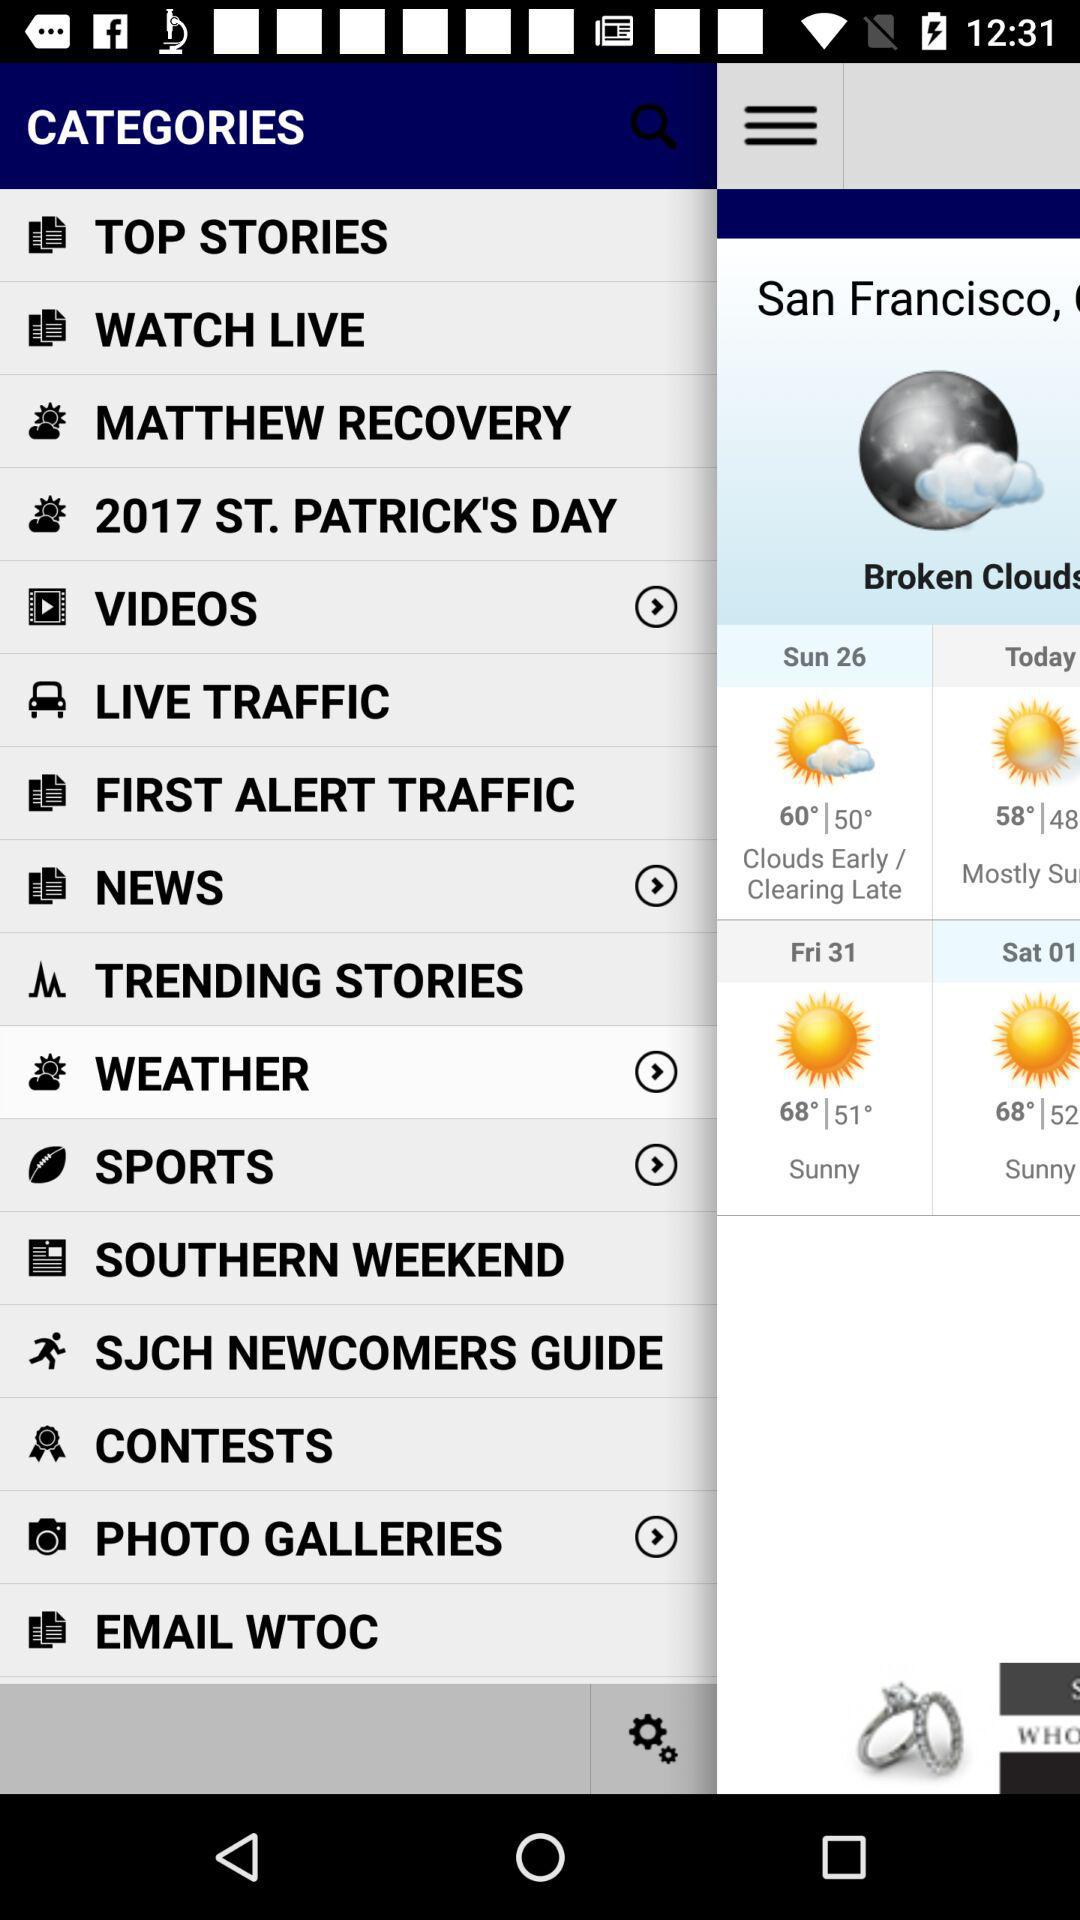 12:31
CATEGORIES
TOP STORIES
WATCH LIVE
MATTHEW RECOVERY
2017 ST. PATRICK'S DAY
VIDEOS
LIVE TRAFFIC
FIRST ALERT TRAFFIC
NEWS
TRENDING STORIES
WEATHER
SPORTS
SOUTHERN WEEKEND
SJCH NEWCOMERS GUIDE
CONTESTS
PHOTO GALLERIES
EMAIL WTOC
San Francisco,
Broken Clouds
Sun 26
60° 50°
Clouds Early /
Clearing Late
Today
58° 48
Mostly
Fri 31
68° 51°
Sunny
Sat 01
68° 52
Sunny